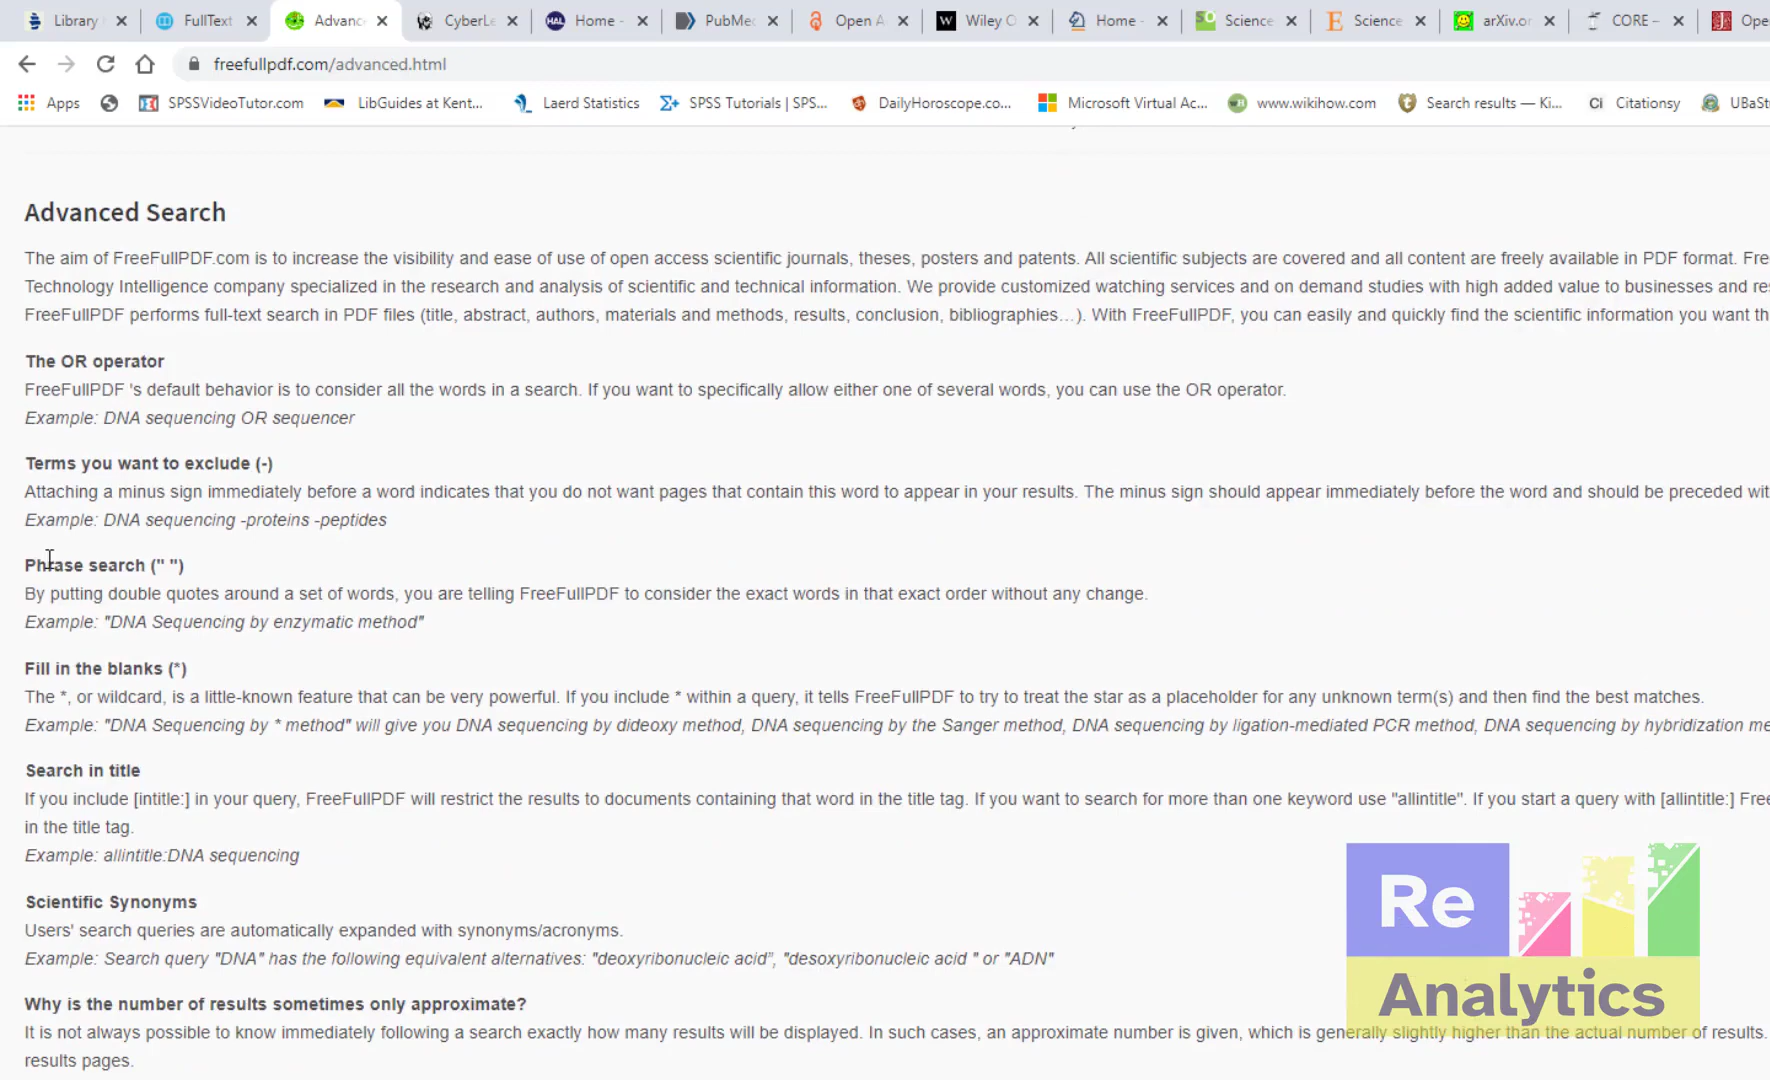 Library
FullText
Advanc
CyberLe
HAL
Home -
PubMed
Open A
W
Wiley O
Home -
SO
Science
E
Science
arXiv.or
CORE –
Ope
freefullpdf.com/advanced.html
Apps
SPSSVideoTutor.com
LibGuides at Kent...
Laerd Statistics
Σ+
SPSS Tutorials | SPS...
DailyHoroscope.co...
Microsoft Virtual Ac...
www.wikihow.com
Search results — Ki...
Ci
Citationsy
UBaSt
Advanced Search
The aim of FreeFullPDF.com is to increase the visibility and ease of use of open access scientific journals, theses, posters and patents. All scientific subjects are covered and all content are freely available in PDF format. Fre
Technology Intelligence company specialized in the research and analysis of scientific and technical information. We provide customized watching services and on demand studies with high added value to businesses and re
FreeFullPDF performs full-text search in PDF files (title, abstract, authors, materials and methods, results, conclusion, bibliographies…). With FreeFullPDF, you can easily and quickly find the scientific information you want th
The OR operator
FreeFullPDF 's default behavior is to consider all the words in a search. If you want to specifically allow either one of several words, you can use the OR operator.
Example: DNA sequencing OR sequencer
Terms you want to exclude (-)
Attaching a minus sign immediately before a word indicates that you do not want pages that contain this word to appear in your results. The minus sign should appear immediately before the word and should be preceded wit
Example: DNA sequencing -proteins -peptides
Phrase search (" ")
By putting double quotes around a set of words, you are telling FreeFullPDF to consider the exact words in that exact order without any change.
Example: "DNA Sequencing by enzymatic method"
Fill in the blanks (*)
The *, or wildcard, is a little-known feature that can be very powerful. If you include * within a query, it tells FreeFullPDF to try to treat the star as a placeholder for any unknown term(s) and then find the best matches.
Example: "DNA Sequencing by * method" will give you DNA sequencing by dideoxy method, DNA sequencing by the Sanger method, DNA sequencing by ligation-mediated PCR method, DNA sequencing by hybridization me
Search in title
If you include [intitle:] in your query, FreeFullPDF will restrict the results to documents containing that word in the title tag. If you want to search for more than one keyword use "allintitle". If you start a query with [allintitle:] Free
in the title tag.
Example: allintitle:DNA sequencing
Scientific Synonyms
Users' search queries are automatically expanded with synonyms/acronyms.
Example: Search query "DNA" has the following equivalent alternatives: "deoxyribonucleic acid”, "desoxyribonucleic acid " or "ADN"
Why is the number of results sometimes only approximate?
It is not always possible to know immediately following a search exactly how many results will be displayed. In such cases, an approximate number is given, which is generally slightly higher than the actual number of results.
results pages.
Re
Analytics